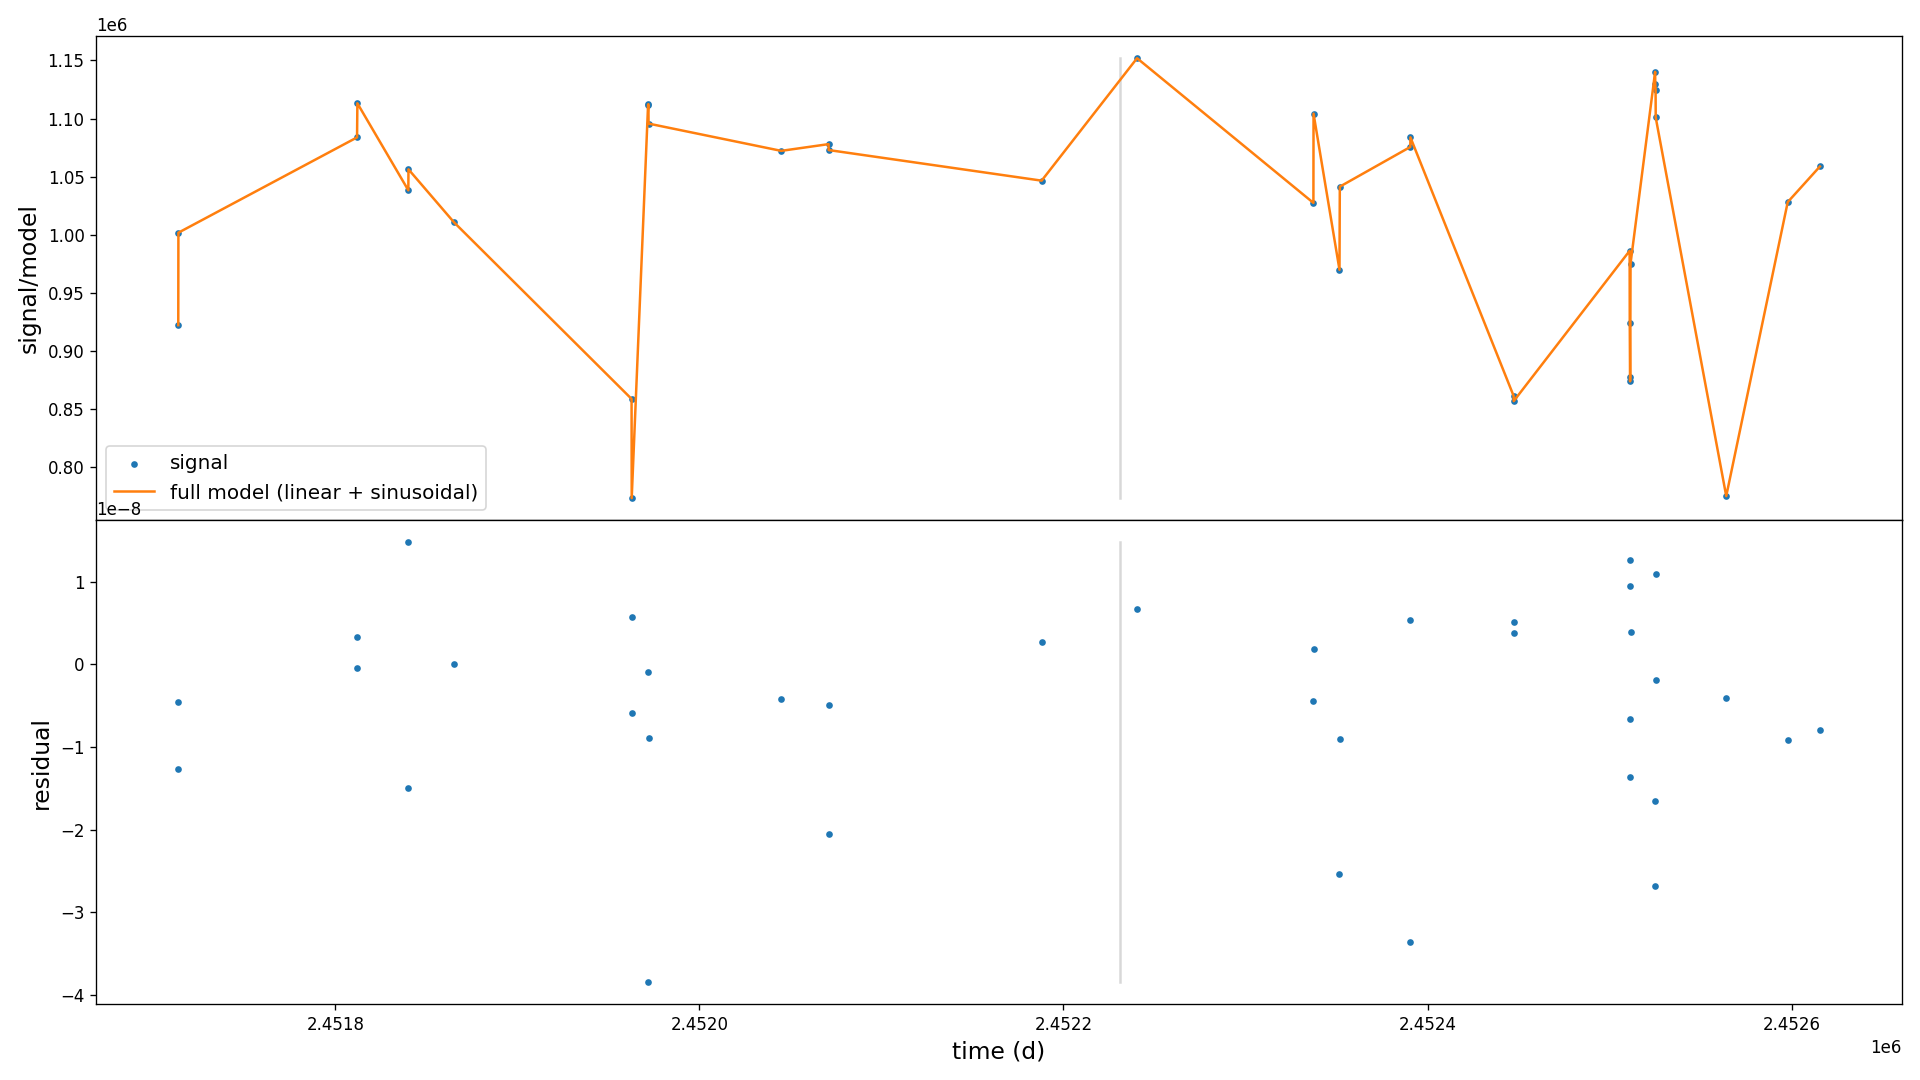 1e6
1.15
1.10
1.05
1.00
0.95
0.90
0.85
0.80
signal/model
signal
full model (linear + sinusoidal)
1e−8
1
0
−1
−2
−3
−4
residual
2.4518
2.4520
2.4522
2.4524
2.4526
time (d)
1e6